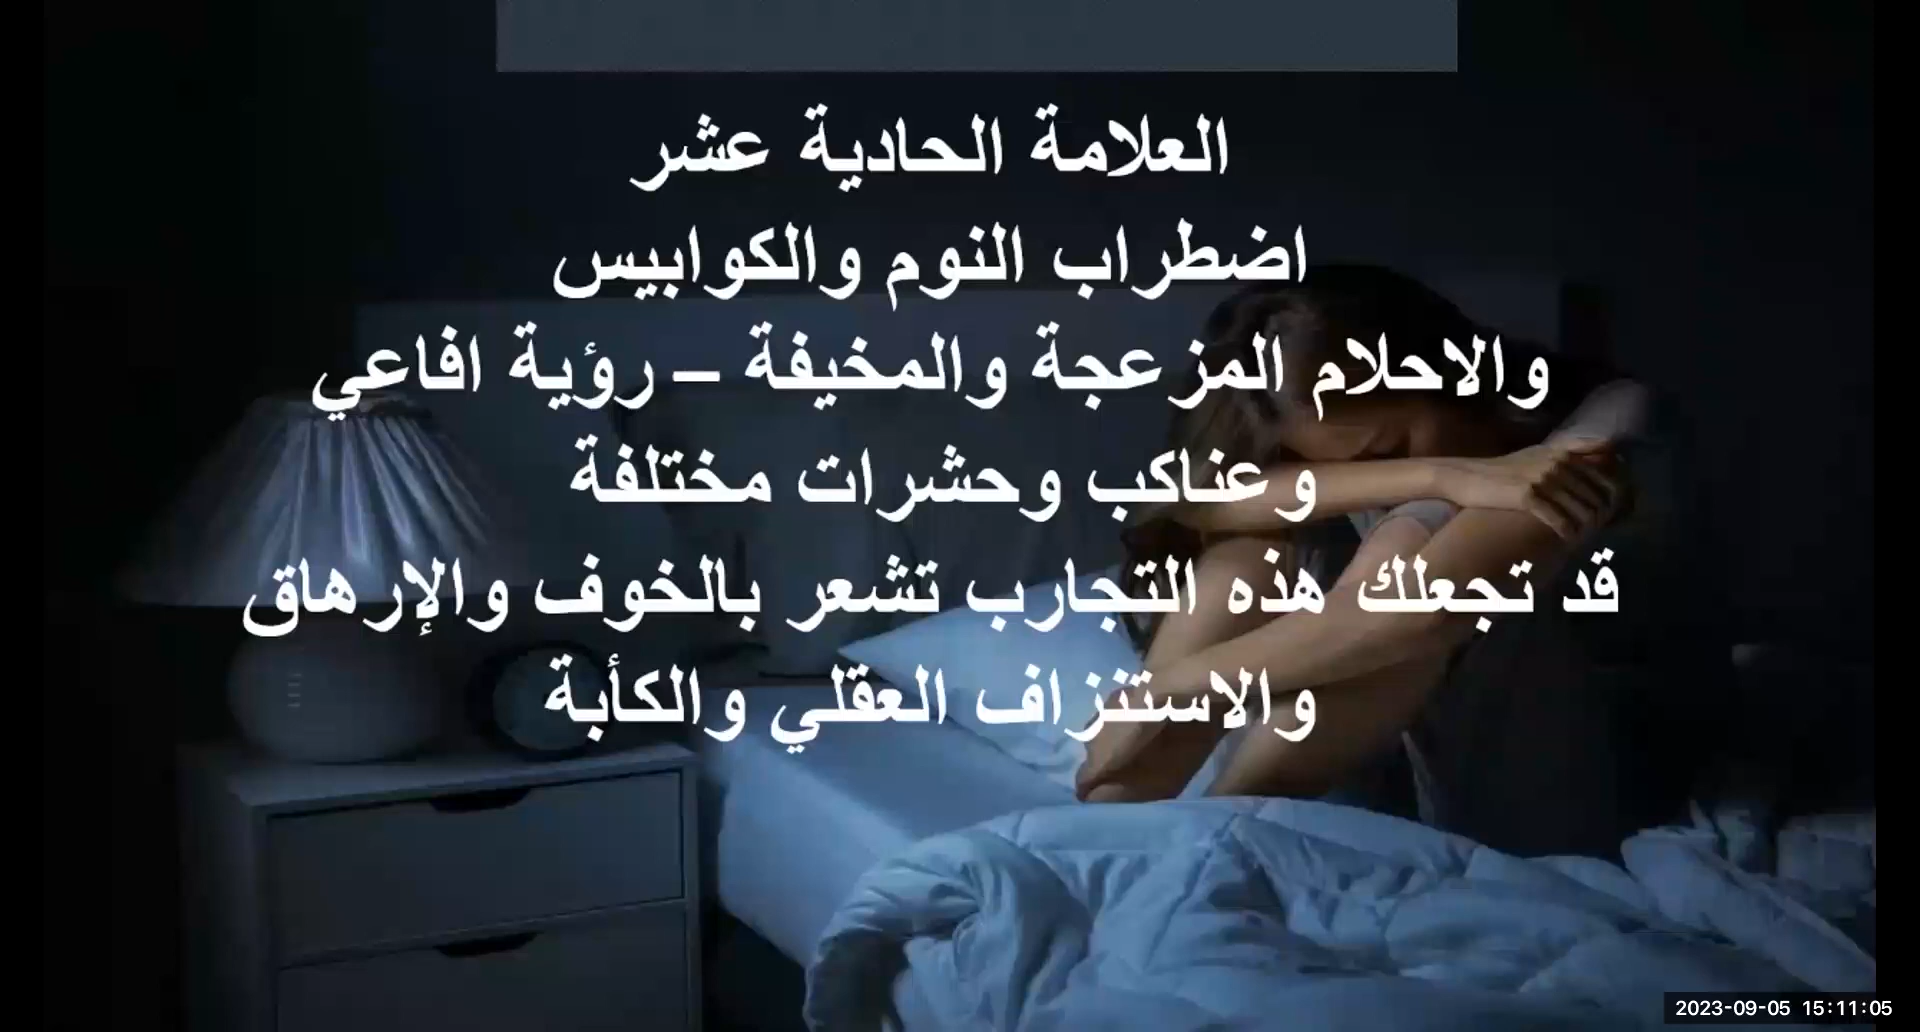 العلامة الحادية عشر
اضطراب النوم والكوابيس
والاحلام المزعجة والمخيفة – رؤية افاعي
وعناكب وحشرات مختلفة
قد تجعلك هذه التجارب تشعر بالخوف والإرهاق
والاستنزاف العقلي والكأبة
2023-09-05 15:11:05